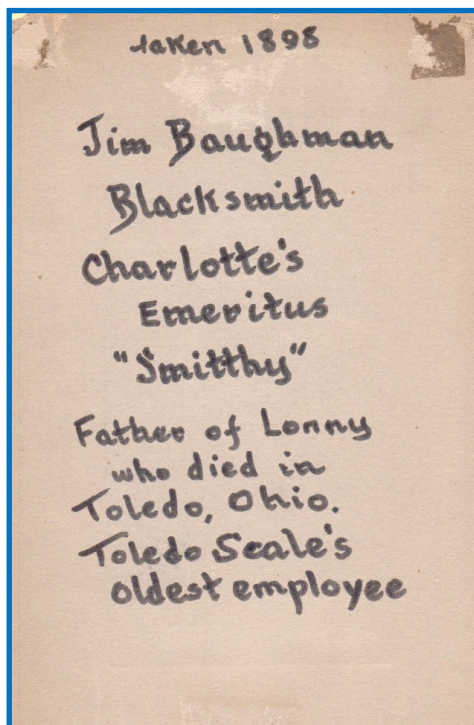 taken 1898
Jim Baughman
Blacksmith
Charlotte's
Emeritus
"Smitthy"
Father of Lonny
who died in
Toledo, Ohio.
Toledo Scale's
oldest employee